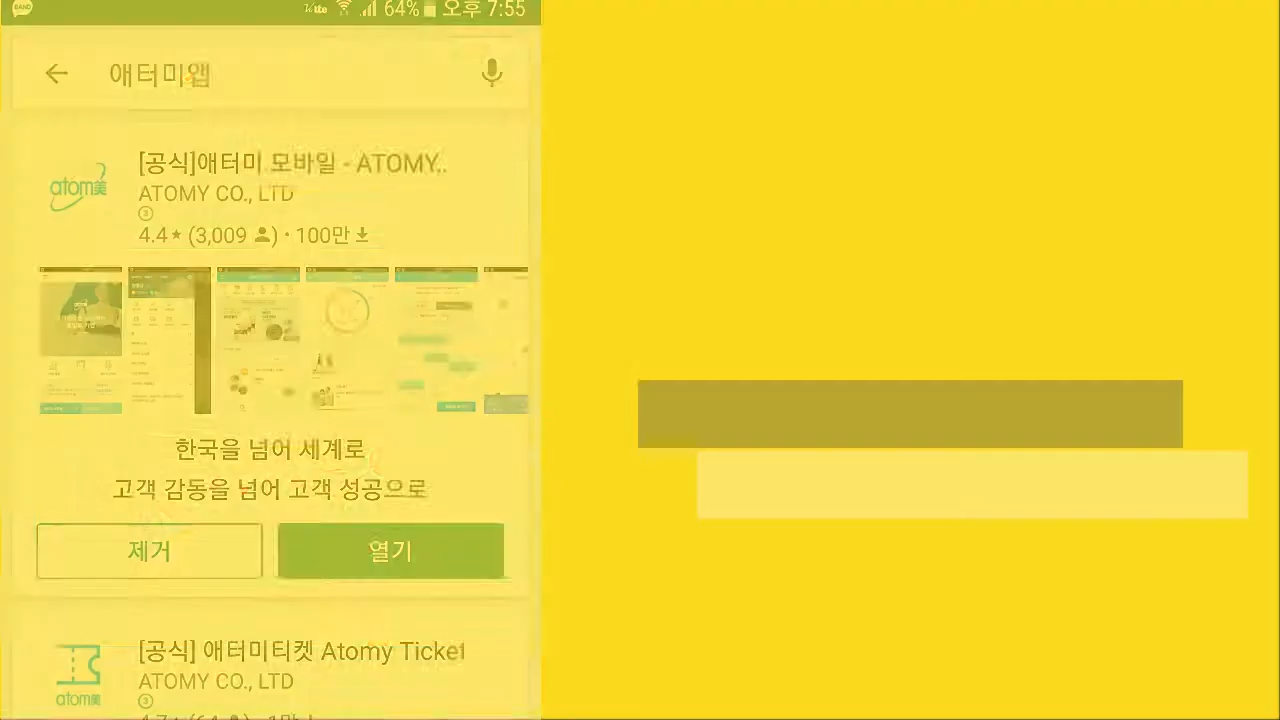 BAND
Vlte 64% 오후 7:55
애터미앱
[공식]애터미 모바일 - ATOMY..
atom美
ATOMY CO., LTD
3
4.4★ (3,009 ) • 100만
한국을 넘어 세계로
고객 감동을 넘어 고객 성공으로
제거
열기
[공식] 애터미티켓 Atomy Ticket
ATOMY CO., LTD
atom美
3